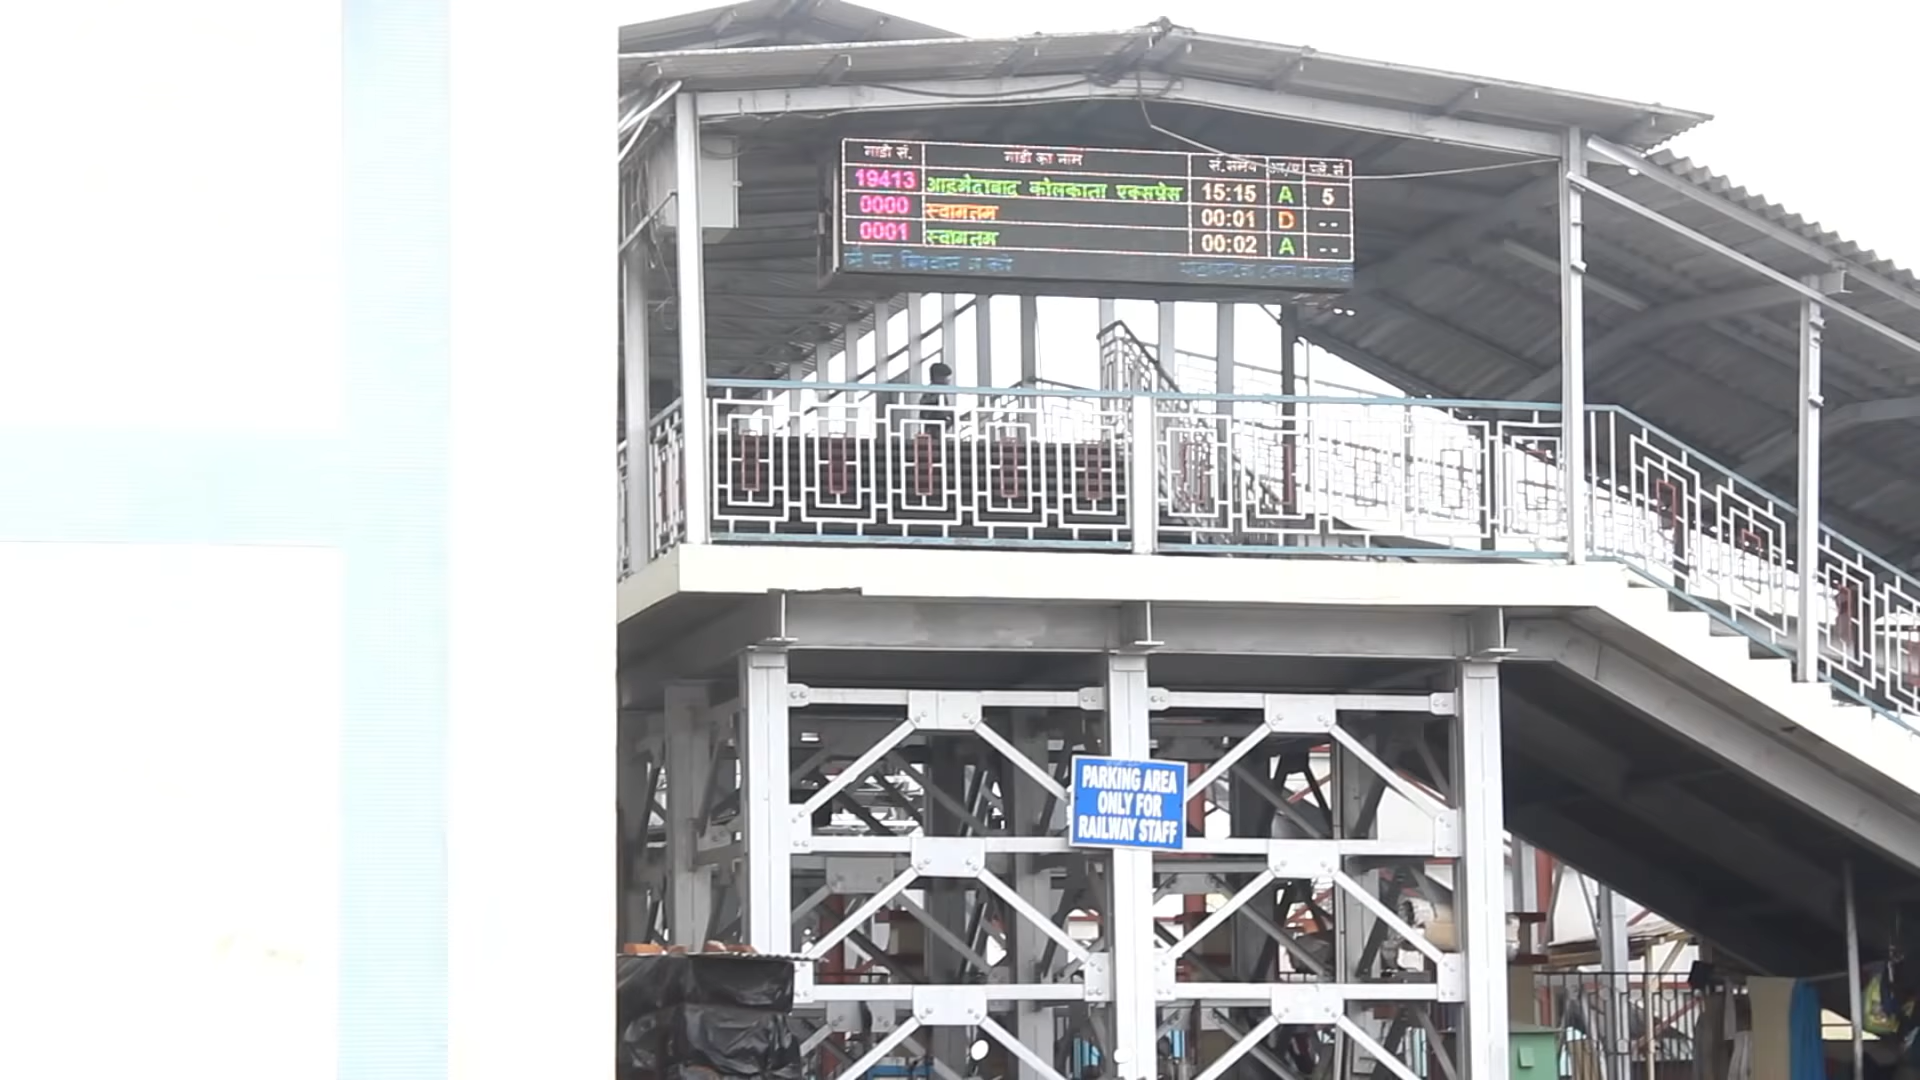 गाडी सं. गाडी का नाम सं.समय आ/प्र प्ले.सं
19413 आहमेदाबाद कोलकाता एक्सप्रेस 15:15 A 5
0000 स्वागतम 00:01 D --
0001 स्वागतम 00:02 A --
PARKING AREA
ONLY FOR
RAILWAY STAFF